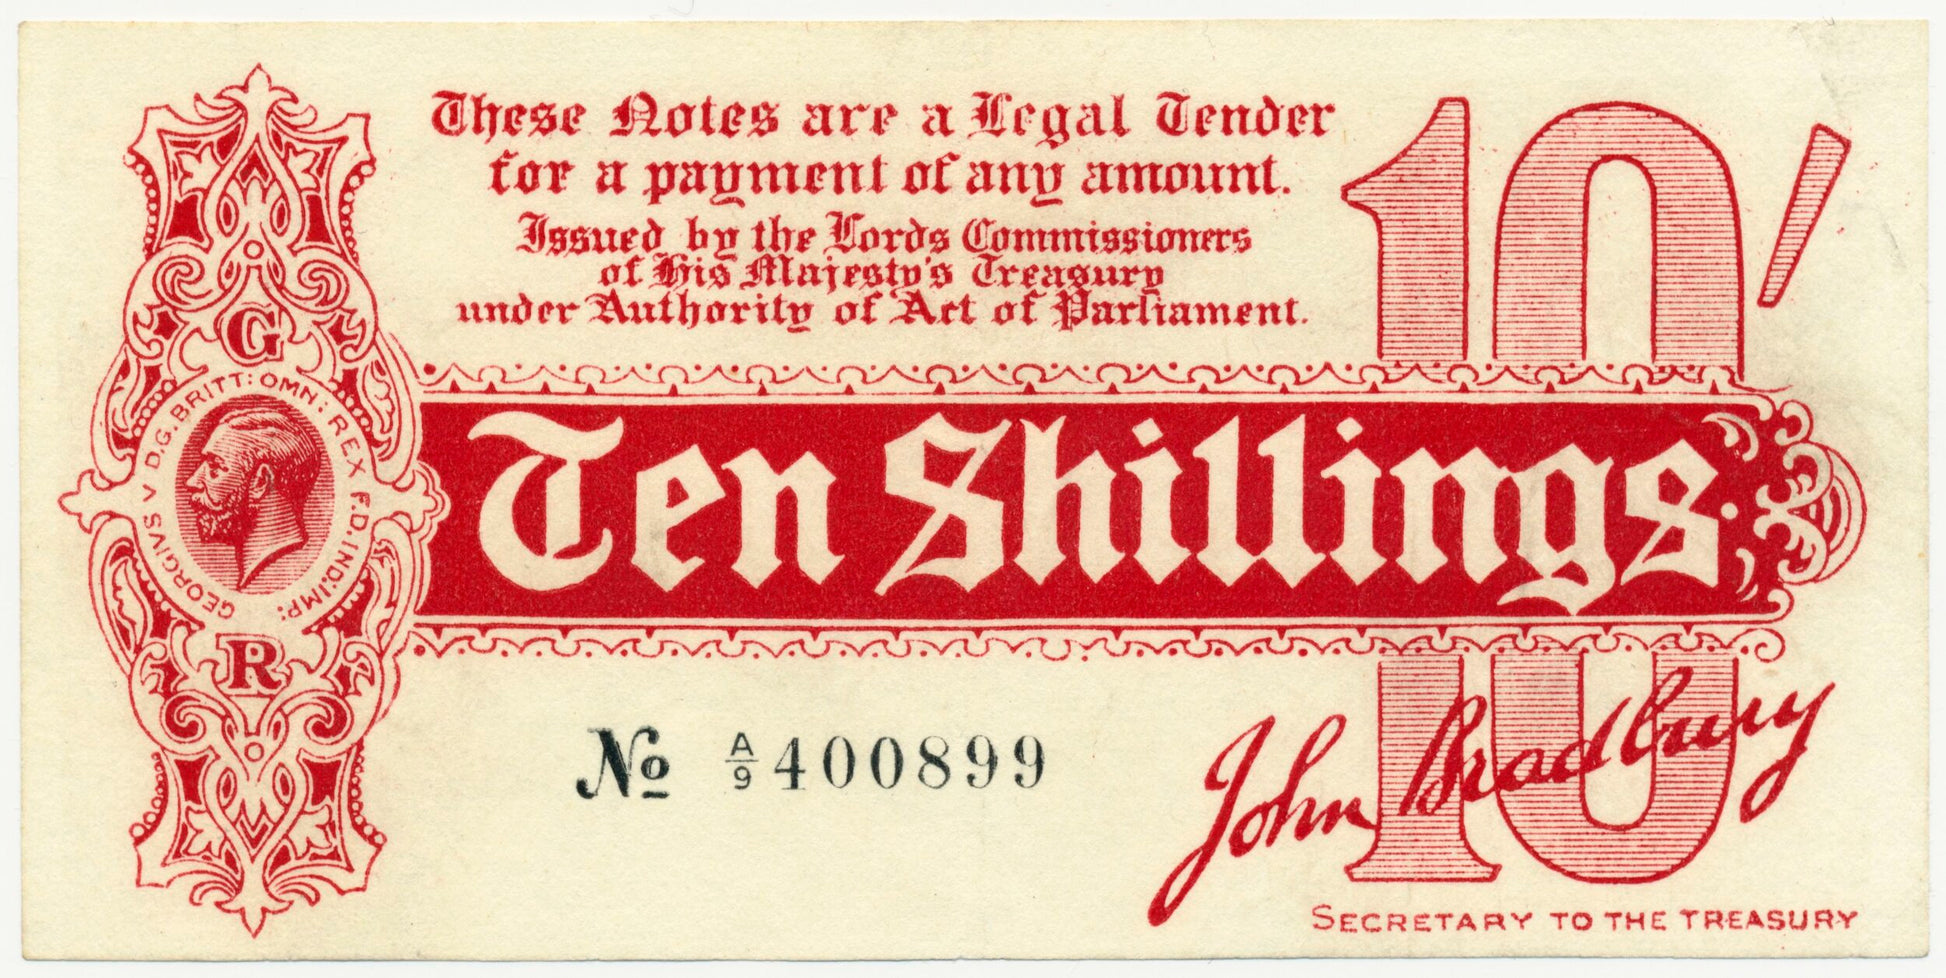 These Notes are a Legal Tender
for a payment of any amount.
Issued by the Lords Commissioners
of His Majesty's Treasury
under Authority of Act of Parliament.
10/
G
GEORGIVS V D.G. BRITT: OMN: REX F.D. IND: IMP:
R
Ten Shillings
10
No A/9 400899
John Bradbury
SECRETARY TO THE TREASURY